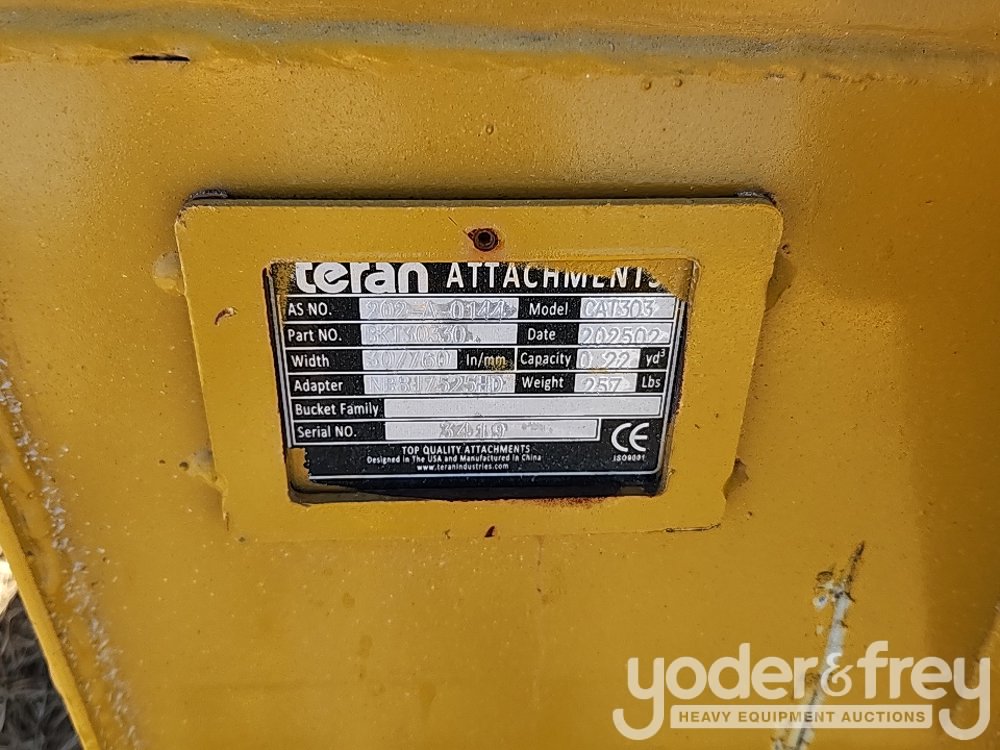 teran ATTACHMENTS
AS NO. 202-A-0144 Model CAT303
Part NO. Date 202502
Width 30/760 In/mm Capacity 0.22 yd³
Adapter Weight 257 Lbs
Bucket Family
Serial NO. 3419
CE
ISO9001
TOP QUALITY ATTACHMENTS
Designed in The USA and Manufactured in China
www.teranindustries.com
yoder&frey
HEAVY EQUIPMENT AUCTIONS